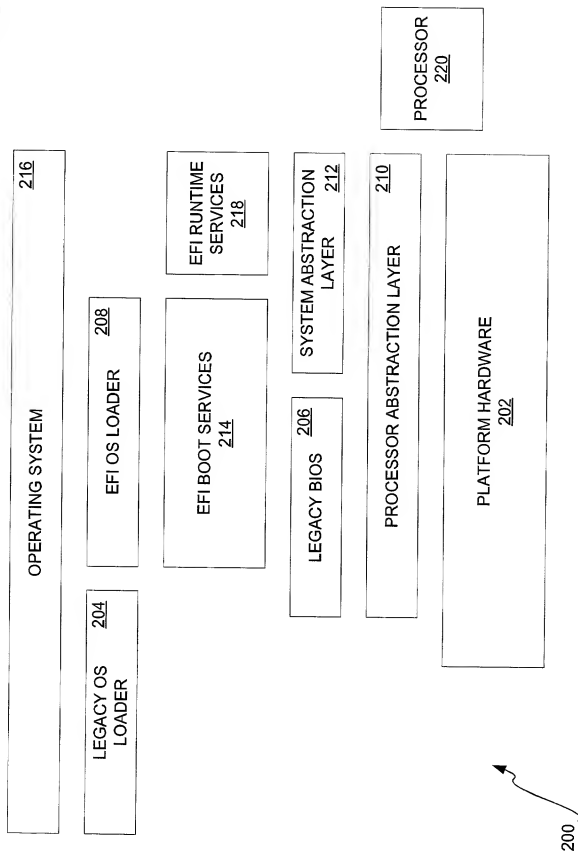 OPERATING SYSTEM
216
LEGACY OS
LOADER
204
EFI OS LOADER
208
EFI BOOT SERVICES
214
EFI RUNTIME
SERVICES
218
LEGACY BIOS
206
SYSTEM ABSTRACTION
LAYER
212
PROCESSOR ABSTRACTION LAYER
210
PLATFORM HARDWARE
202
PROCESSOR
220
200